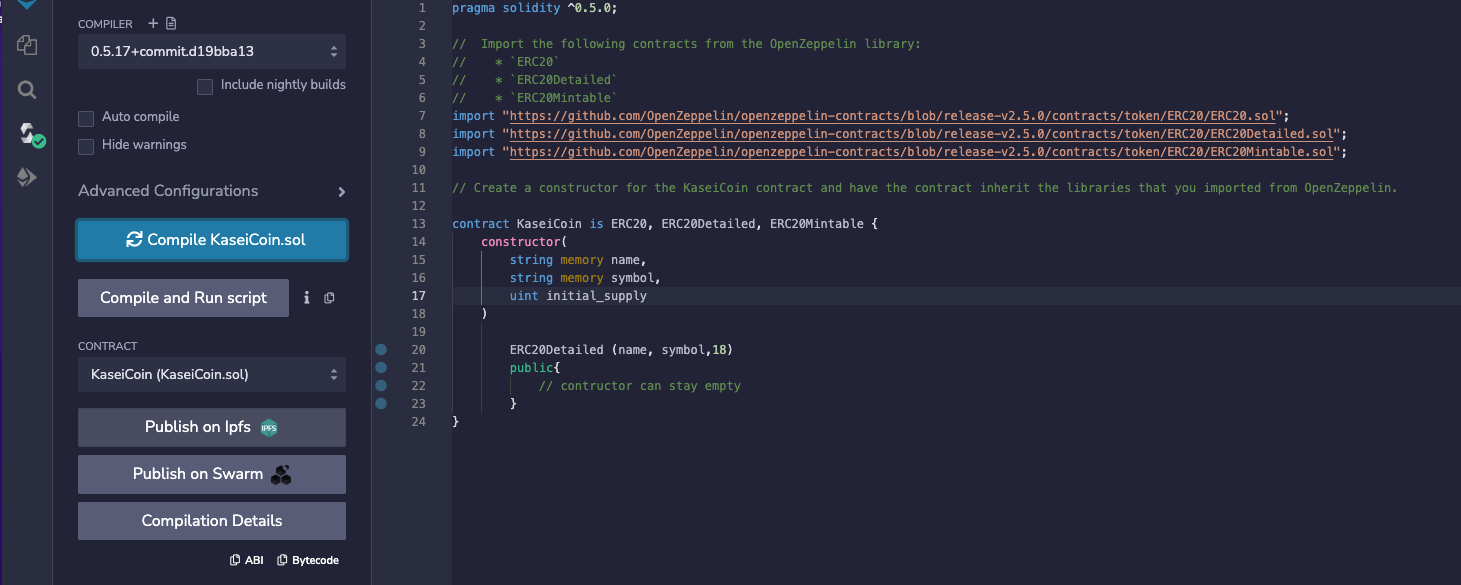 COMPILER
0.5.17+commit.d19bba13
Include nightly builds
Auto compile
Hide warnings
Advanced Configurations
Compile KaseiCoin.sol
Compile and Run script
CONTRACT
KaseiCoin (KaseiCoin.sol)
Publish on Ipfs IPFS
Publish on Swarm
Compilation Details
ABI Bytecode
1 pragma solidity ^0.5.0;
2
3 //  Import the following contracts from the OpenZeppelin library:
4 //    * `ERC20`
5 //    * `ERC20Detailed`
6 //    * `ERC20Mintable`
7 import "https://github.com/OpenZeppelin/openzeppelin-contracts/blob/release-v2.5.0/contracts/token/ERC20/ERC20.sol";
8 import "https://github.com/OpenZeppelin/openzeppelin-contracts/blob/release-v2.5.0/contracts/token/ERC20/ERC20Detailed.sol";
9 import "https://github.com/OpenZeppelin/openzeppelin-contracts/blob/release-v2.5.0/contracts/token/ERC20/ERC20Mintable.sol";
10
11 // Create a constructor for the KaseiCoin contract and have the contract inherit the libraries that you imported from OpenZeppelin.
12
13 contract KaseiCoin is ERC20, ERC20Detailed, ERC20Mintable {
14     constructor(
15         string memory name,
16         string memory symbol,
17         uint initial_supply
18     )
19
20         ERC20Detailed (name, symbol,18)
21         public{
22             // contructor can stay empty
23         }
24 }